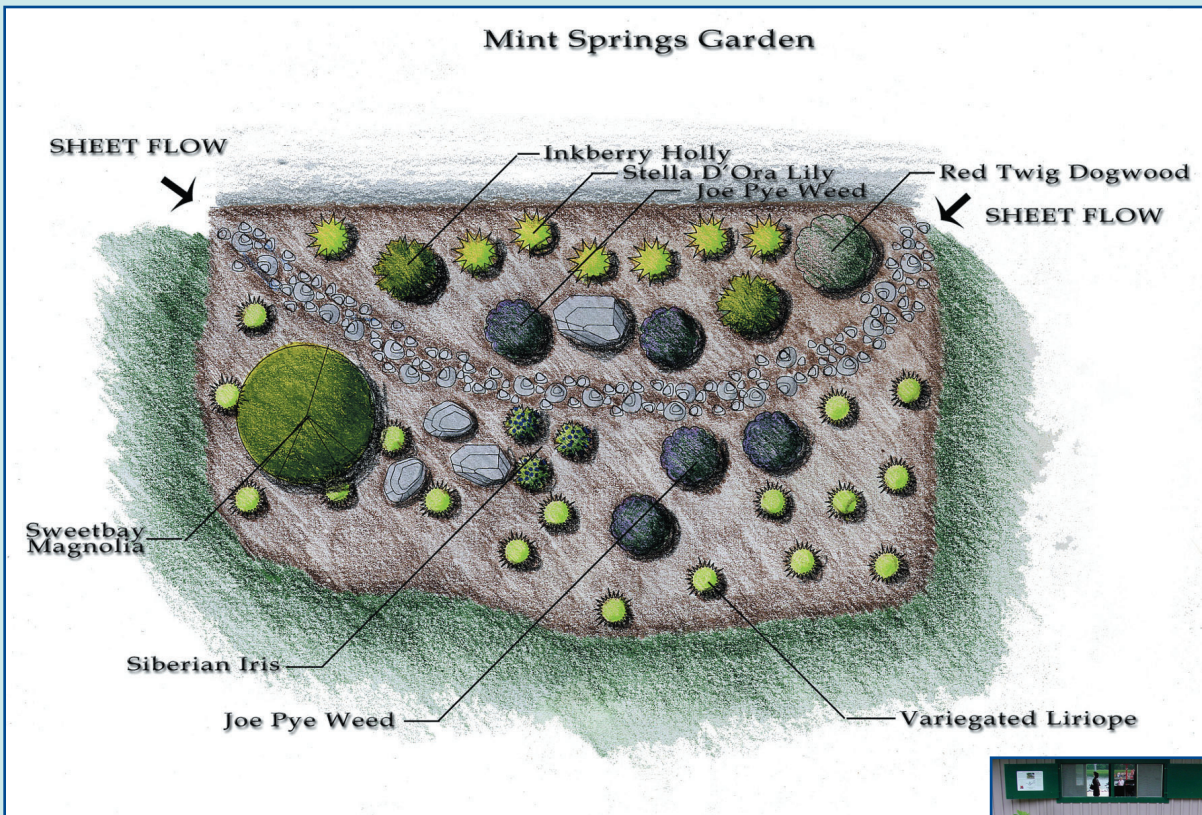 Mint Springs Garden
SHEET FLOW
Inkberry Holly
Stella D'Ora Lily
Joe Pye Weed
Red Twig Dogwood
SHEET FLOW
Sweetbay
Magnolia
Siberian Iris
Joe Pye Weed
Variegated Liriope